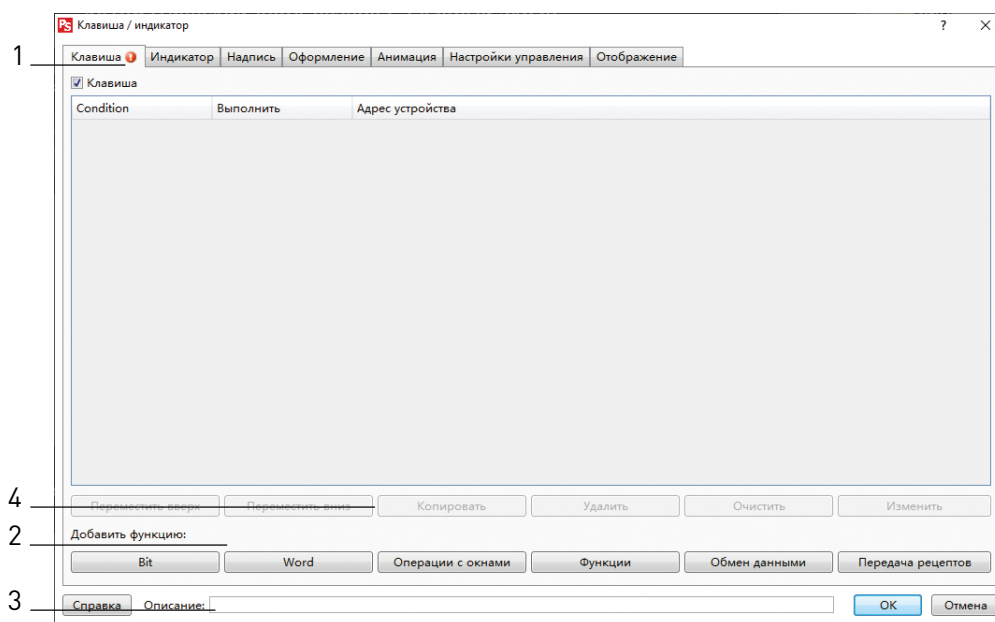 PS Клавиша / индикатор ? ×
1 Клавиша Индикатор Надпись Оформление Анимация Настройки управления Отображение
Клавиша
Condition Выполнить Адрес устройства
4 Переместить вверх Переместить вниз Копировать Удалить Очистить Изменить
2 Добавить функцию:
Bit Word Операции с окнами Функции Обмен данными Передача рецептов
3 Справка Описание: OK Отмена